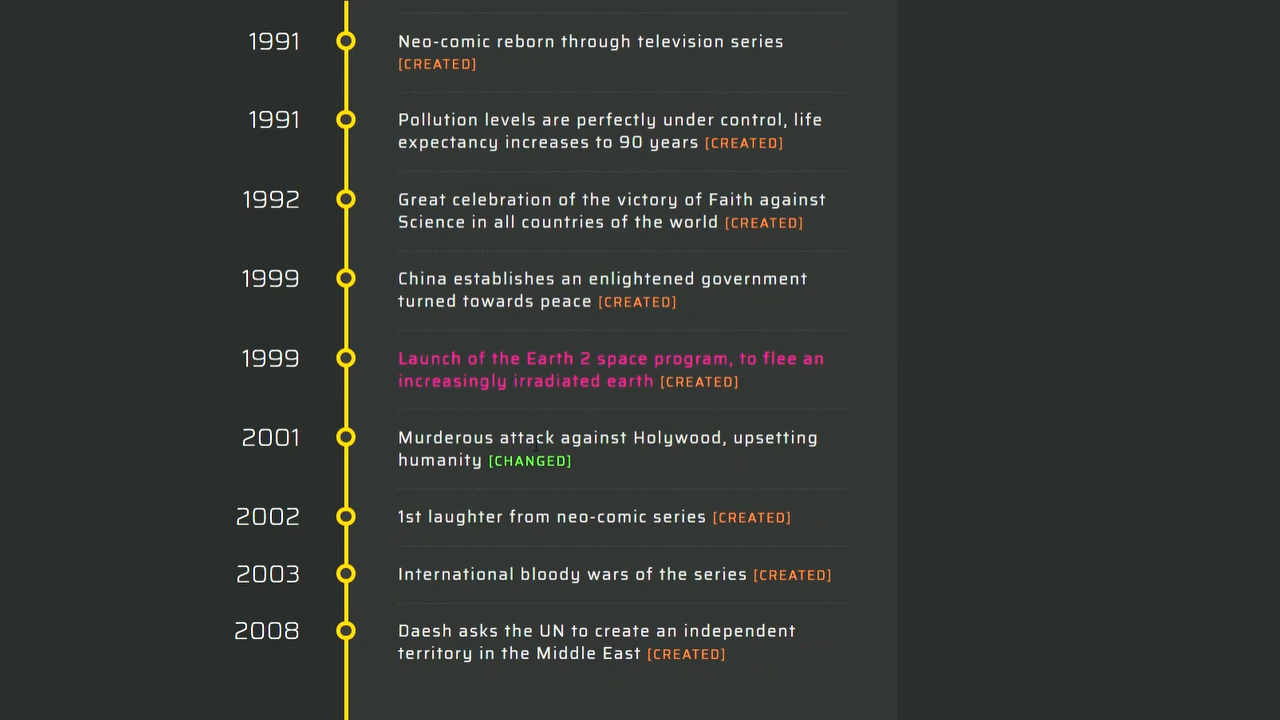 1991
Neo-comic reborn through television series
[CREATED]
1991
Pollution levels are perfectly under control, life
expectancy increases to 90 years [CREATED]
1992
Great celebration of the victory of Faith against
Science in all countries of the world [CREATED]
1999
China establishes an enlightened government
turned towards peace [CREATED]
1999
Launch of the Earth 2 space program, to flee an
increasingly irradiated earth [CREATED]
2001
Murderous attack against Holywood, upsetting
humanity [CHANGED]
2002
1st laughter from neo-comic series [CREATED]
2003
International bloody wars of the series [CREATED]
2008
Daesh asks the UN to create an independent
territory in the Middle East [CREATED]